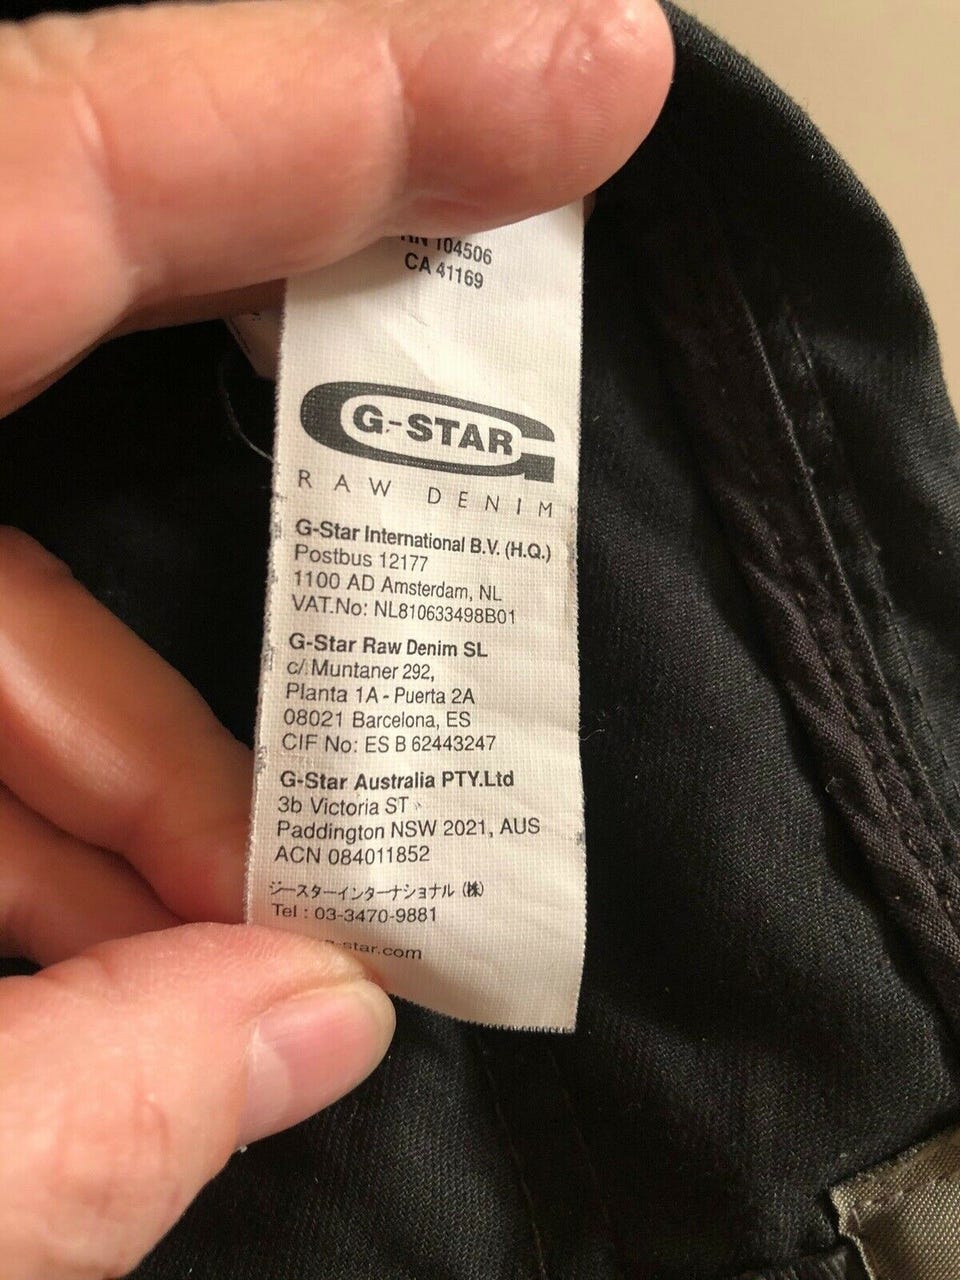 RN 104506
CA 41169
G-STAR
RAW DENIM
G-Star International B.V. (H.Q.)
Postbus 12177
1100 AD Amsterdam, NL
VAT.No: NL810633498B01
G-Star Raw Denim SL
c/ Muntaner 292,
Planta 1A - Puerta 2A
08021 Barcelona, ES
CIF No: ES B 62443247
G-Star Australia PTY.Ltd
3b Victoria ST
Paddington NSW 2021, AUS
ACN 084011852
ジースターインターナショナル (株)
Tel : 03-3470-9881
-star.com